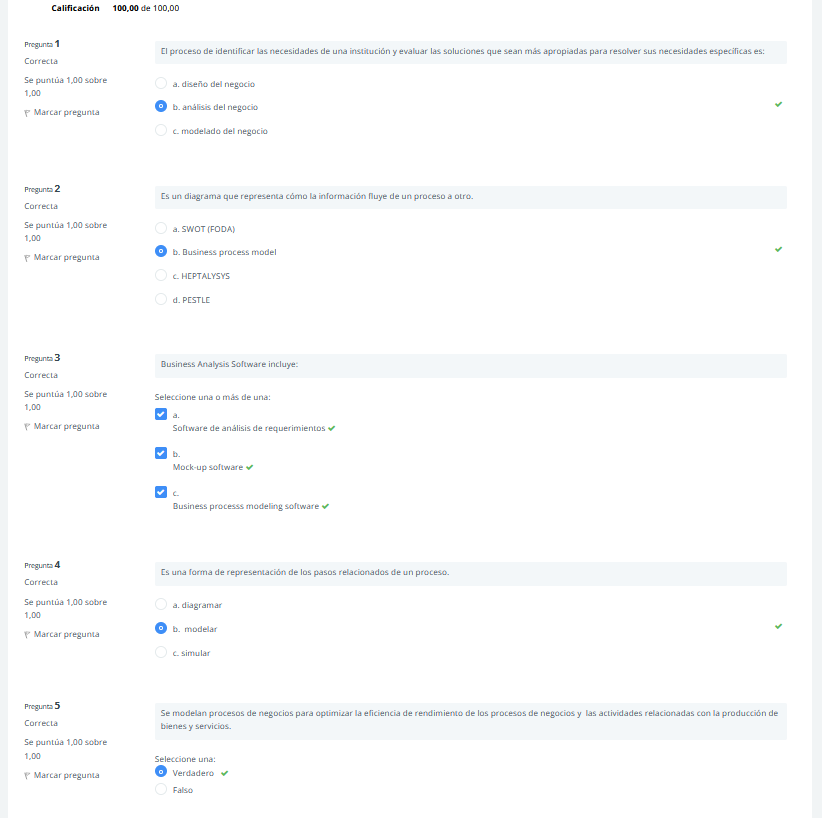 Calificación 100,00 de 100,00
Pregunta 1
Correcta
Se puntúa 1,00 sobre
1,00
Marcar pregunta
El proceso de identificar las necesidades de una institución y evaluar las soluciones que sean más apropiadas para resolver sus necesidades específicas es:
a. diseño del negocio
b. análisis del negocio
c. modelado del negocio
Pregunta 2
Correcta
Se puntúa 1,00 sobre
1,00
Marcar pregunta
Es un diagrama que representa cómo la información fluye de un proceso a otro.
a. SWOT (FODA)
b. Business process model
c. HEPTALYSYS
d. PESTLE
Pregunta 3
Correcta
Se puntúa 1,00 sobre
1,00
Marcar pregunta
Business Analysis Software incluye:
Seleccione una o más de una:
a.
Software de análisis de requerimientos
b.
Mock-up software
c.
Business processs modeling software
Pregunta 4
Correcta
Se puntúa 1,00 sobre
1,00
Marcar pregunta
Es una forma de representación de los pasos relacionados de un proceso.
a. diagramar
b. modelar
c. simular
Pregunta 5
Correcta
Se puntúa 1,00 sobre
1,00
Marcar pregunta
Se modelan procesos de negocios para optimizar la eficiencia de rendimiento de los procesos de negocios y las actividades relacionadas con la producción de
bienes y servicios.
Seleccione una:
Verdadero
Falso